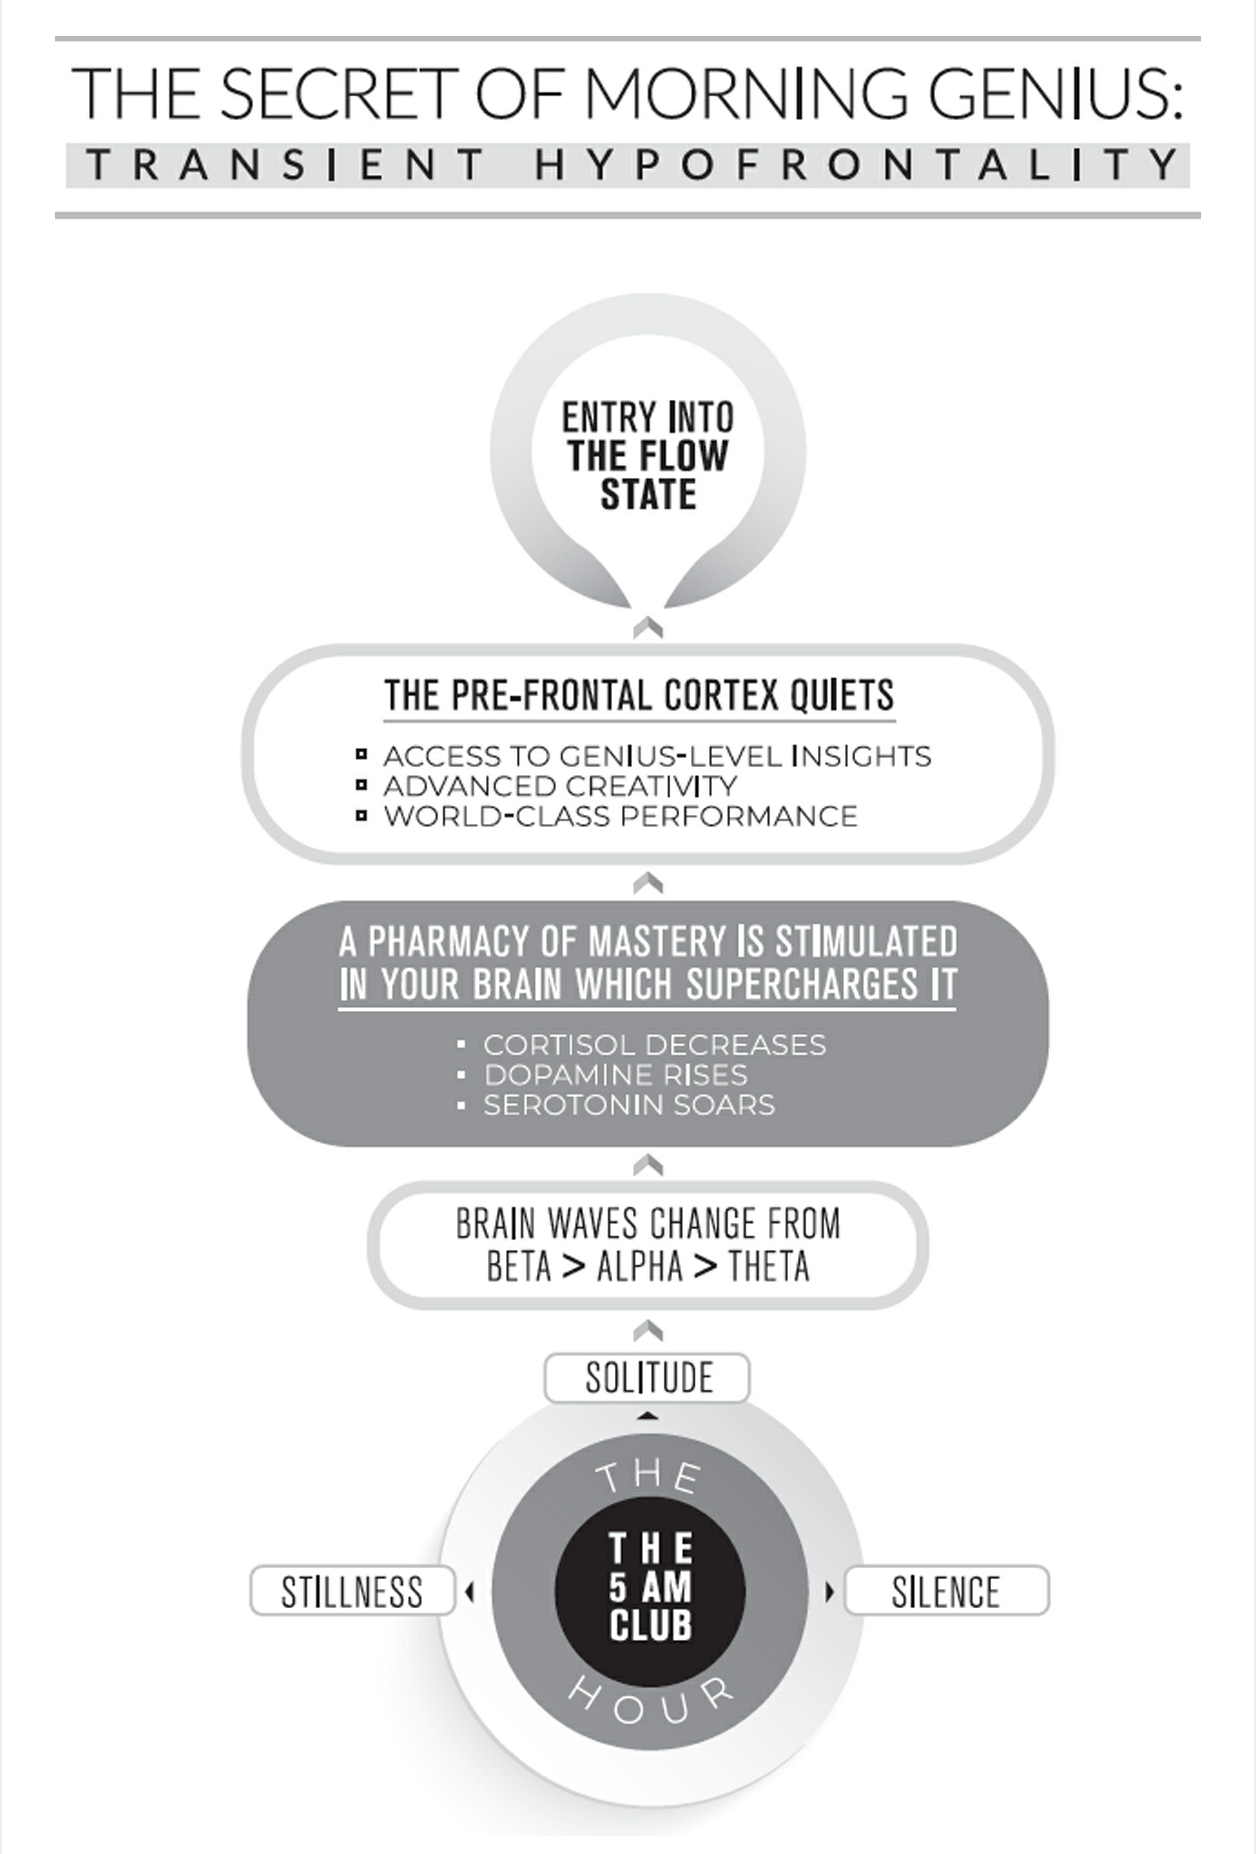 THE SECRET OF MORNING GENIUS:
TRANSIENT HYPOFRONTALITY
ENTRY INTO
THE FLOW
STATE
THE PRE-FRONTAL CORTEX QUIETS
ACCESS TO GENIUS-LEVEL INSIGHTS
ADVANCED CREATIVITY
WORLD-CLASS PERFORMANCE
A PHARMACY OF MASTERY IS STIMULATED
IN YOUR BRAIN WHICH SUPERCHARGES IT
CORTISOL DECREASES
DOPAMINE RISES
SEROTONIN SOARS
BRAIN WAVES CHANGE FROM
BETA > ALPHA > THETA
SOLITUDE
THE
THE
5 AM
CLUB
HOUR
STILLNESS
SILENCE